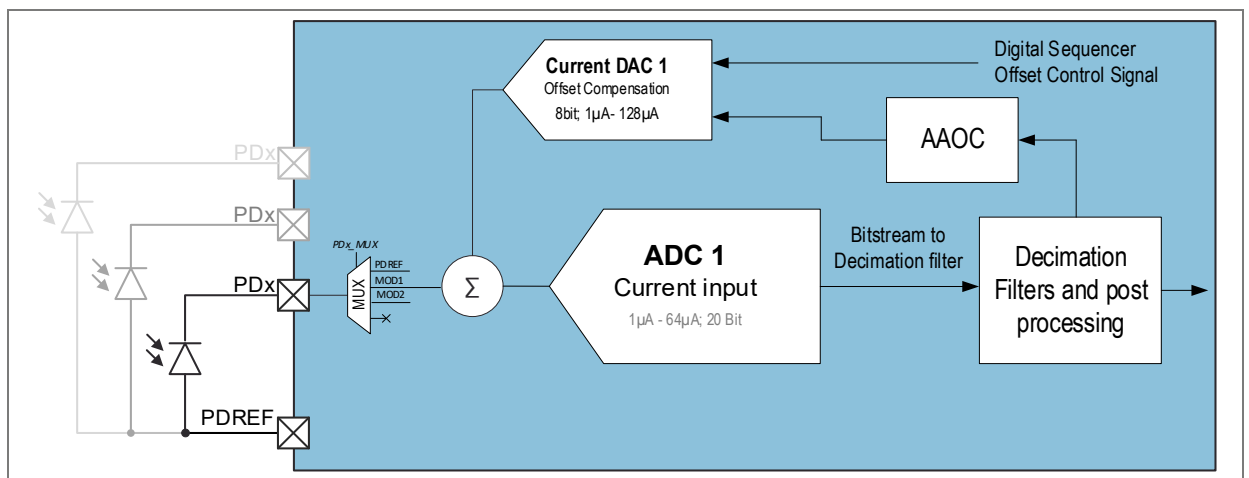 Current DAC 1
Offset Compensation
8bit; 1µA- 128µA
Digital Sequencer
Offset Control Signal
AAOC
PDx
PDx
PDx
PDx_MUX
MUX
PDREF
MOD1
MOD2
Σ
ADC 1
Current input
1µA - 64µA; 20 Bit
Bitstream to
Decimation filter
Decimation
Filters and post
processing
PDREF